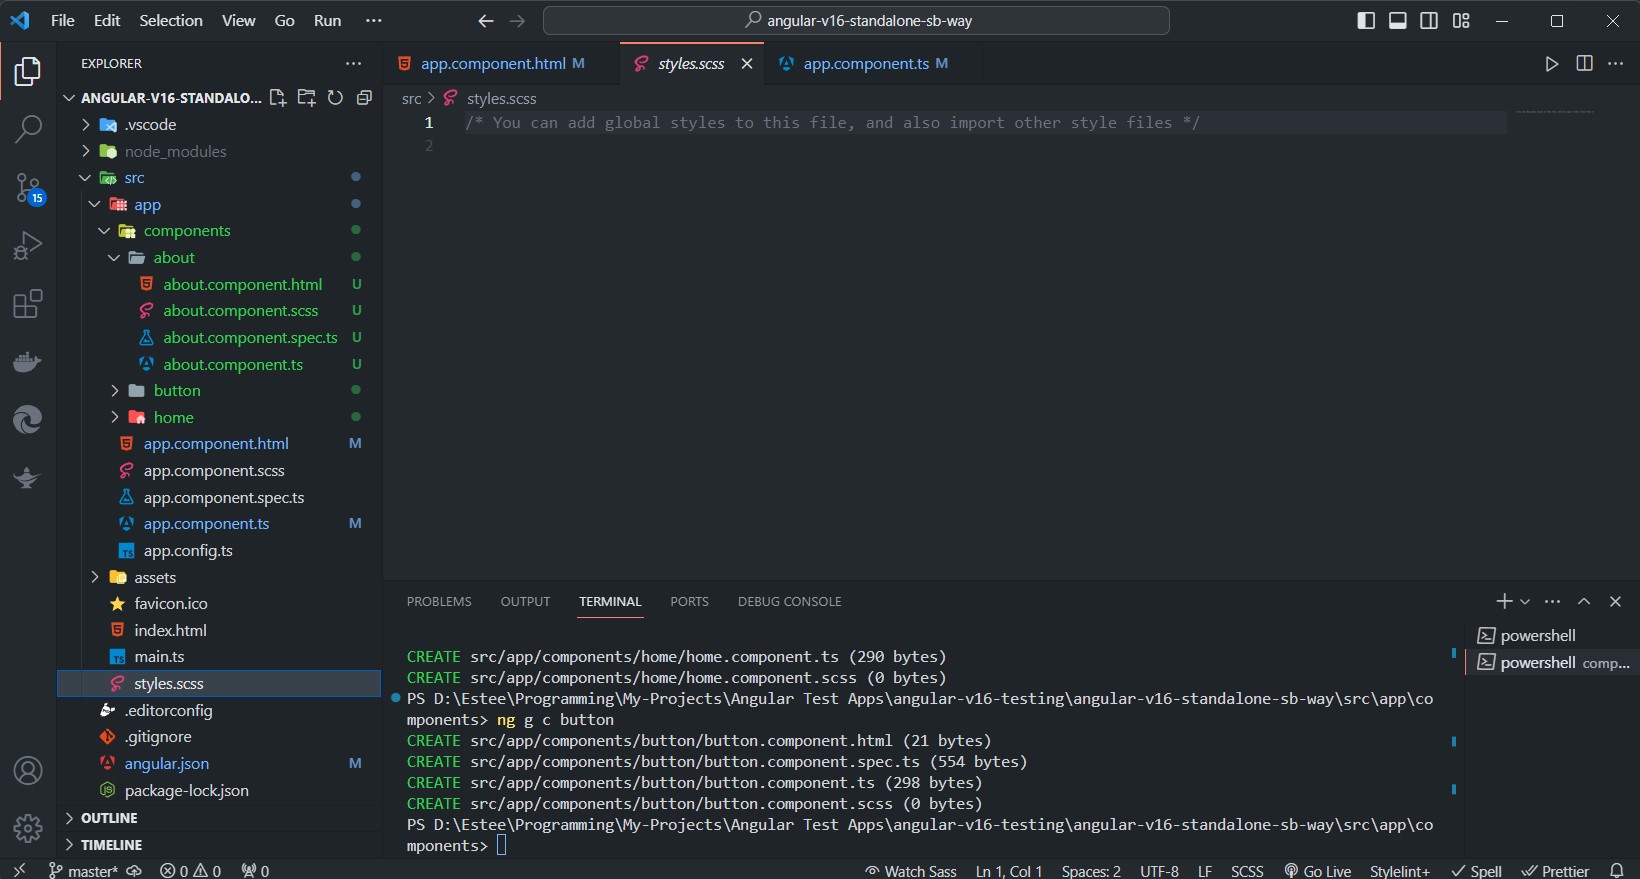 File Edit Selection View Go Run ···
angular-v16-standalone-sb-way
EXPLORER
ANGULAR-V16-STANDALO...
.vscode
node_modules
src
app
components
about
about.component.html U
about.component.scss U
about.component.spec.ts U
about.component.ts U
button
home
app.component.html M
app.component.scss
app.component.spec.ts
app.component.ts M
app.config.ts
assets
favicon.ico
index.html
main.ts
styles.scss
.editorconfig
.gitignore
angular.json M
package-lock.json
OUTLINE
TIMELINE
15
app.component.html M
styles.scss
app.component.ts M
src > styles.scss
1 /* You can add global styles to this file, and also import other style files */
2
PROBLEMS OUTPUT TERMINAL PORTS DEBUG CONSOLE
CREATE src/app/components/home/home.component.ts (290 bytes)
CREATE src/app/components/home/home.component.scss (0 bytes)
PS D:\Estee\Programming\My-Projects\Angular Test Apps\angular-v16-testing\angular-v16-standalone-sb-way\src\app\co
mponents> ng g c button
CREATE src/app/components/button/button.component.html (21 bytes)
CREATE src/app/components/button/button.component.spec.ts (554 bytes)
CREATE src/app/components/button/button.component.ts (298 bytes)
CREATE src/app/components/button/button.component.scss (0 bytes)
PS D:\Estee\Programming\My-Projects\Angular Test Apps\angular-v16-testing\angular-v16-standalone-sb-way\src\app\co
mponents>
powershell
powershell comp...
master* 0 0 0 Watch Sass Ln 1, Col 1 Spaces: 2 UTF-8 LF SCSS Go Live Stylelint+ Spell Prettier